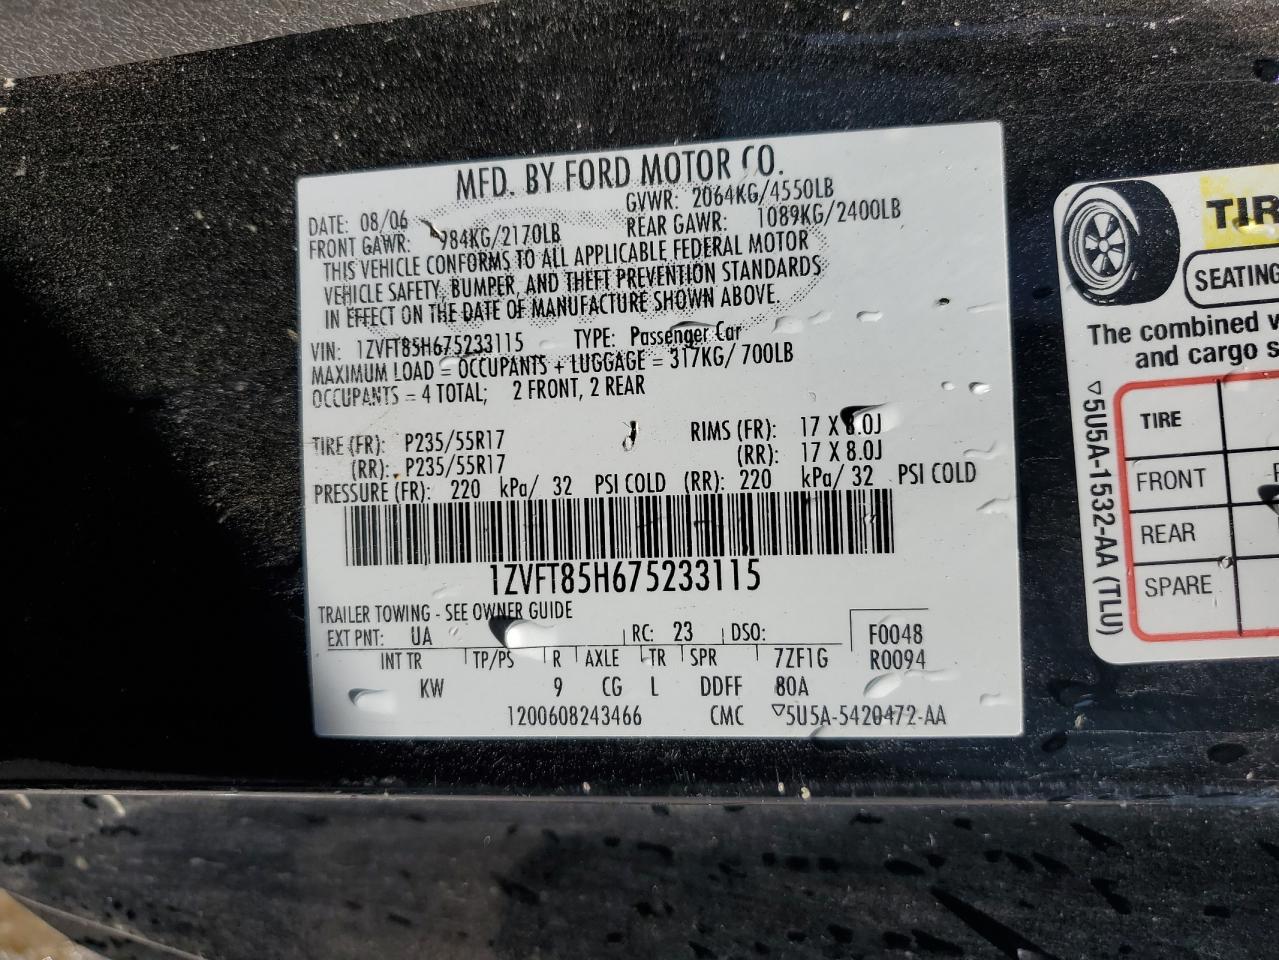 MFD. BY FORD MOTOR CO.
DATE: 08/06 GVWR: 2064KG/4550LB
FRONT GAWR: 984KG/2170LB REAR GAWR: 1089KG/2400LB
THIS VEHICLE CONFORMS TO ALL APPLICABLE FEDERAL MOTOR
VEHICLE SAFETY, BUMPER, AND THEFT PREVENTION STANDARDS
IN EFFECT ON THE DATE OF MANUFACTURE SHOWN ABOVE.
VIN: 1ZVFT85H675233115 TYPE: Passenger Car
MAXIMUM LOAD = OCCUPANTS + LUGGAGE = 317KG/ 700LB
OCCUPANTS = 4 TOTAL; 2 FRONT, 2 REAR
TIRE (FR): P235/55R17 RIMS (FR): 17 X 8.0J
(RR): P235/55R17 (RR): 17 X 8.0J
PRESSURE (FR): 220 kPa/ 32 PSI COLD (RR): 220 kPa/ 32 PSI COLD
1ZVFT85H675233115
TRAILER TOWING - SEE OWNER GUIDE
EXT PNT: UA RC: 23 DSO: F0048
INT TR TP/PS R AXLE TR SPR 7ZF1G R0094
KW 9 CG L DDFF 80A
1200608243466 CMC ▽5U5A-5420472-AA
TIR
SEATING
The combined
and cargo
TIRE
FRONT
REAR
SPARE
▽5U5A-1532-AA (TLU)